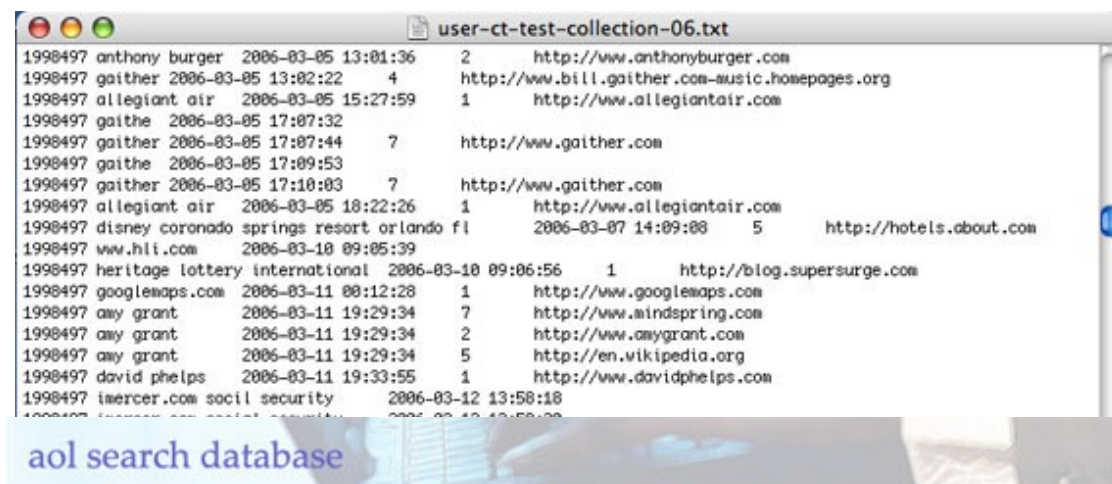 user-ct-test-collection-06.txt
1998497 anthony burger 2006-03-05 13:01:36 2 http://www.anthonyburger.com
1998497 gaither 2006-03-05 13:02:22 4 http://www.bill.gaither.com-music.homepages.org
1998497 allegiant air 2006-03-05 15:27:59 1 http://www.allegiantair.com
1998497 gaithe 2006-03-05 17:07:32
1998497 gaither 2006-03-05 17:07:44 7 http://www.gaither.com
1998497 gaithe 2006-03-05 17:09:53
1998497 gaither 2006-03-05 17:10:03 7 http://www.gaither.com
1998497 allegiant air 2006-03-05 18:22:26 1 http://www.allegiantair.com
1998497 disney coronado springs resort orlando fl 2006-03-07 14:09:08 5 http://hotels.about.com
1998497 www.hli.com 2006-03-10 09:05:39
1998497 heritage lottery international 2006-03-10 09:06:56 1 http://blog.supersurge.com
1998497 googlemaps.com 2006-03-11 00:12:28 1 http://www.googlemaps.com
1998497 amy grant 2006-03-11 19:29:34 7 http://www.mindspring.com
1998497 amy grant 2006-03-11 19:29:34 2 http://www.amygrant.com
1998497 amy grant 2006-03-11 19:29:34 5 http://en.wikipedia.org
1998497 david phelps 2006-03-11 19:33:55 1 http://www.davidphelps.com
1998497 imercer.com socil security 2006-03-12 13:58:18
aol search database